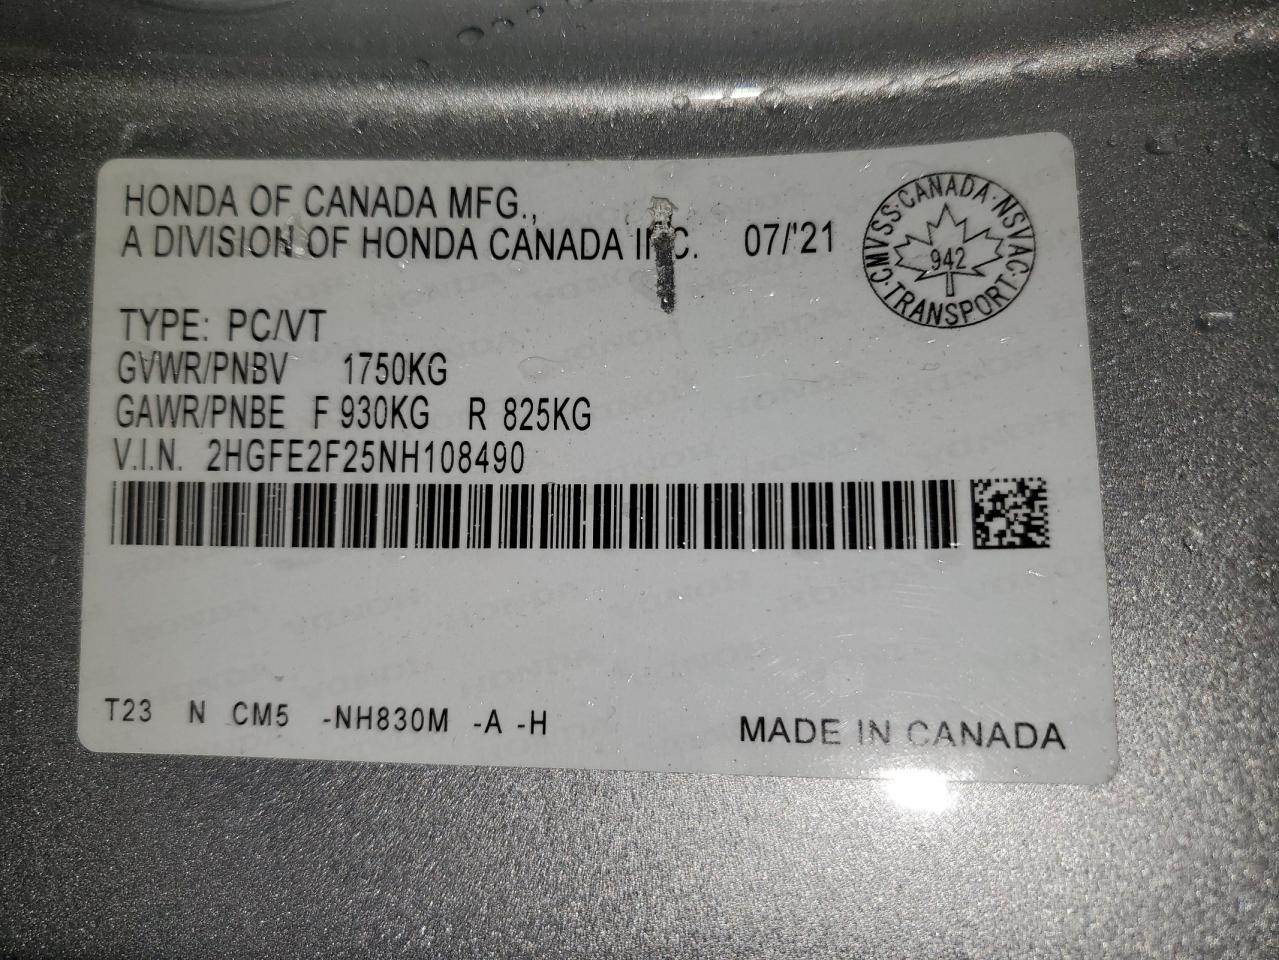 HONDA OF CANADA MFG.,
A DIVISION OF HONDA CANADA INC. 07/'21
CMVSS·CANADA·NSVAC·TRANSPORT·
942
TYPE: PC/VT
GVWR/PNBV 1750KG
GAWR/PNBE F 930KG R 825KG
V.I.N. 2HGFE2F25NH108490
T23 N CM5 -NH830M -A -H
MADE IN CANADA